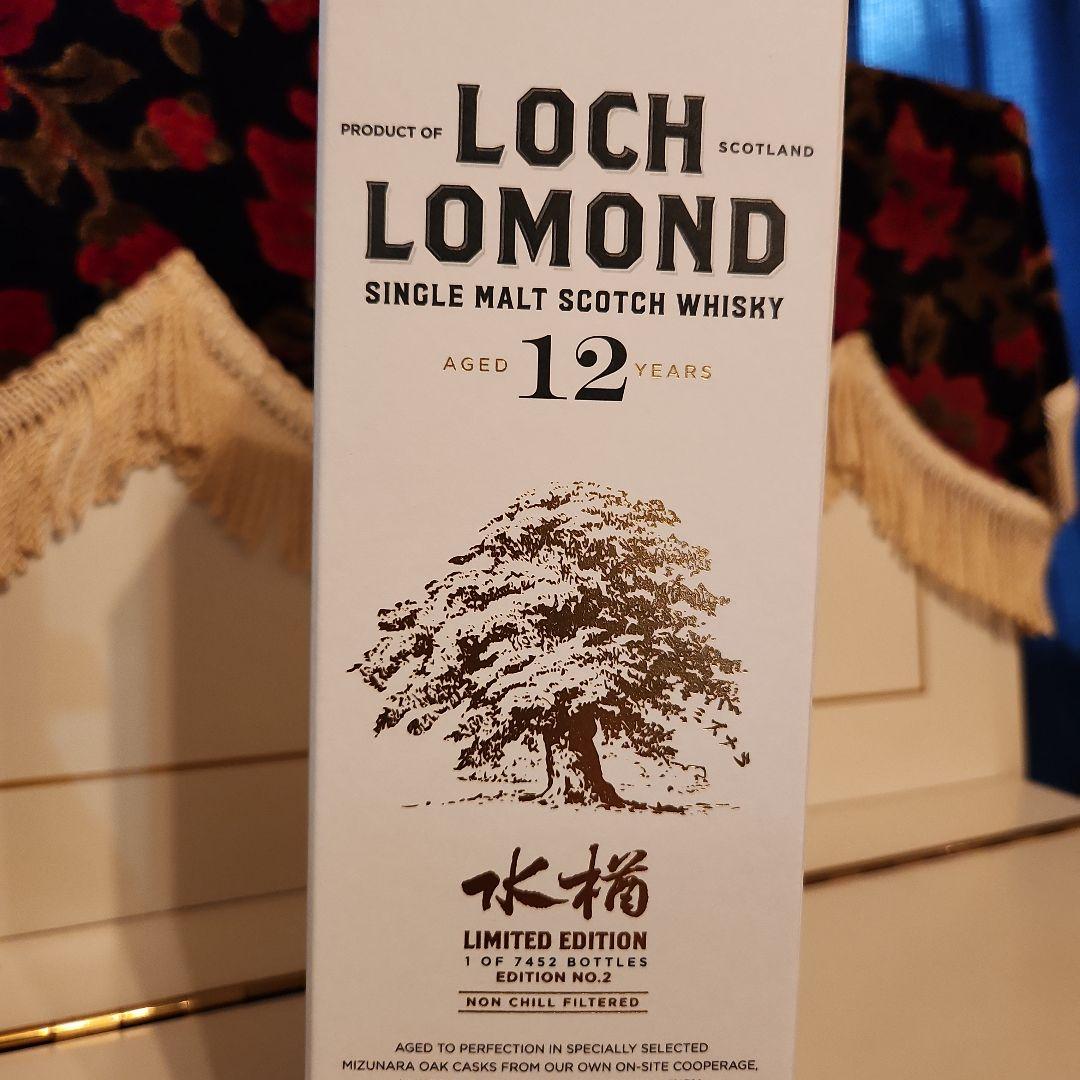 PRODUCT OF LOCH SCOTLAND
LOMOND
SINGLE MALT SCOTCH WHISKY
AGED 12 YEARS
水楢
LIMITED EDITION
1 OF 7452 BOTTLES
EDITION NO.2
NON CHILL FILTERED
AGED TO PERFECTION IN SPECIALLY SELECTED
MIZUNARA OAK CASKS FROM OUR OWN ON-SITE COOPERAGE,